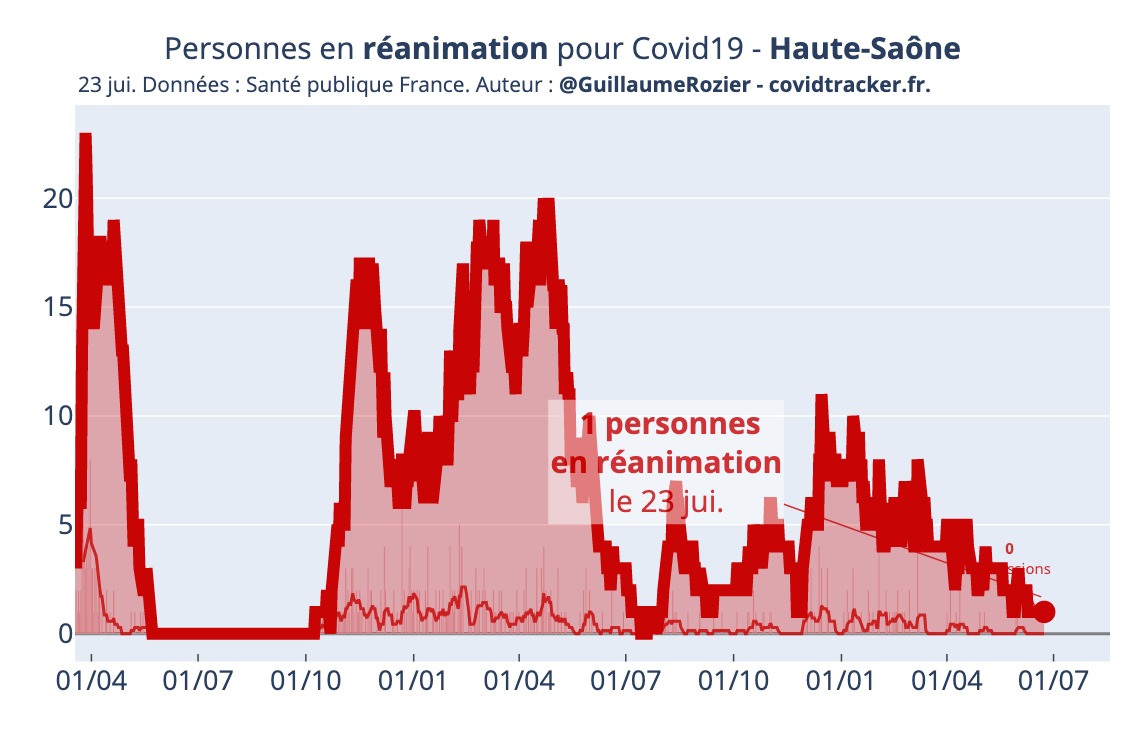 Personnes en réanimation pour Covid19 - Haute-Saône
23 jui. Données : Santé publique France. Auteur : @GuillaumeRozier - covidtracker.fr.
20
15
10
5
0
1 personnes
en réanimation
le 23 jui.
0
01/04 01/07 01/10 01/01 01/04 01/07 01/10 01/01 01/04 01/07